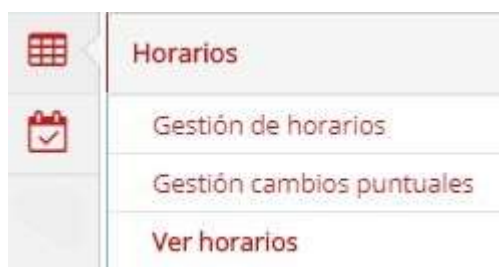 Horarios
Gestión de horarios
Gestión cambios puntuales
Ver horarios